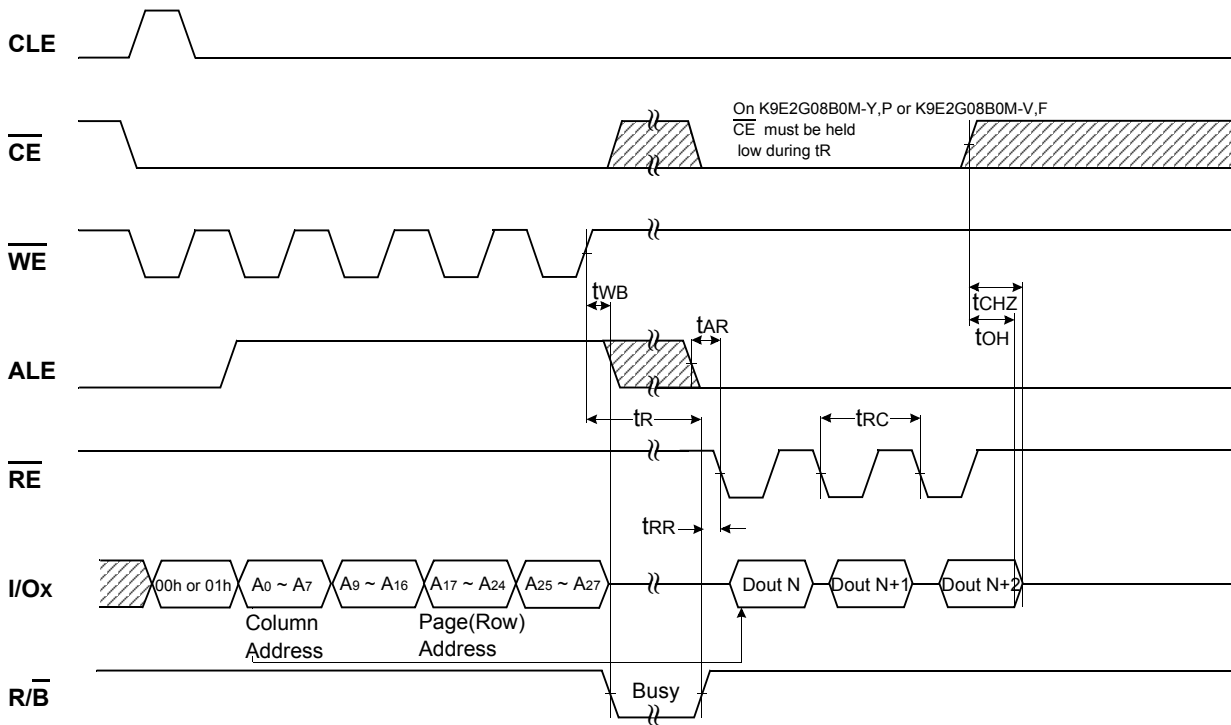 CLE
On K9E2G08B0M-Y,P or K9E2G08B0M-V,F
CE must be held
low during tR
CE
WE
tWB
tCHZ
tAR
tOH
ALE
tR
tRC
RE
tRR
I/Ox
00h or 01h
A0 ~ A7
A9 ~ A16
A17 ~ A24
A25 ~ A27
Dout N
Dout N+1
Dout N+2
Column
Address
Page(Row)
Address
R/B
Busy